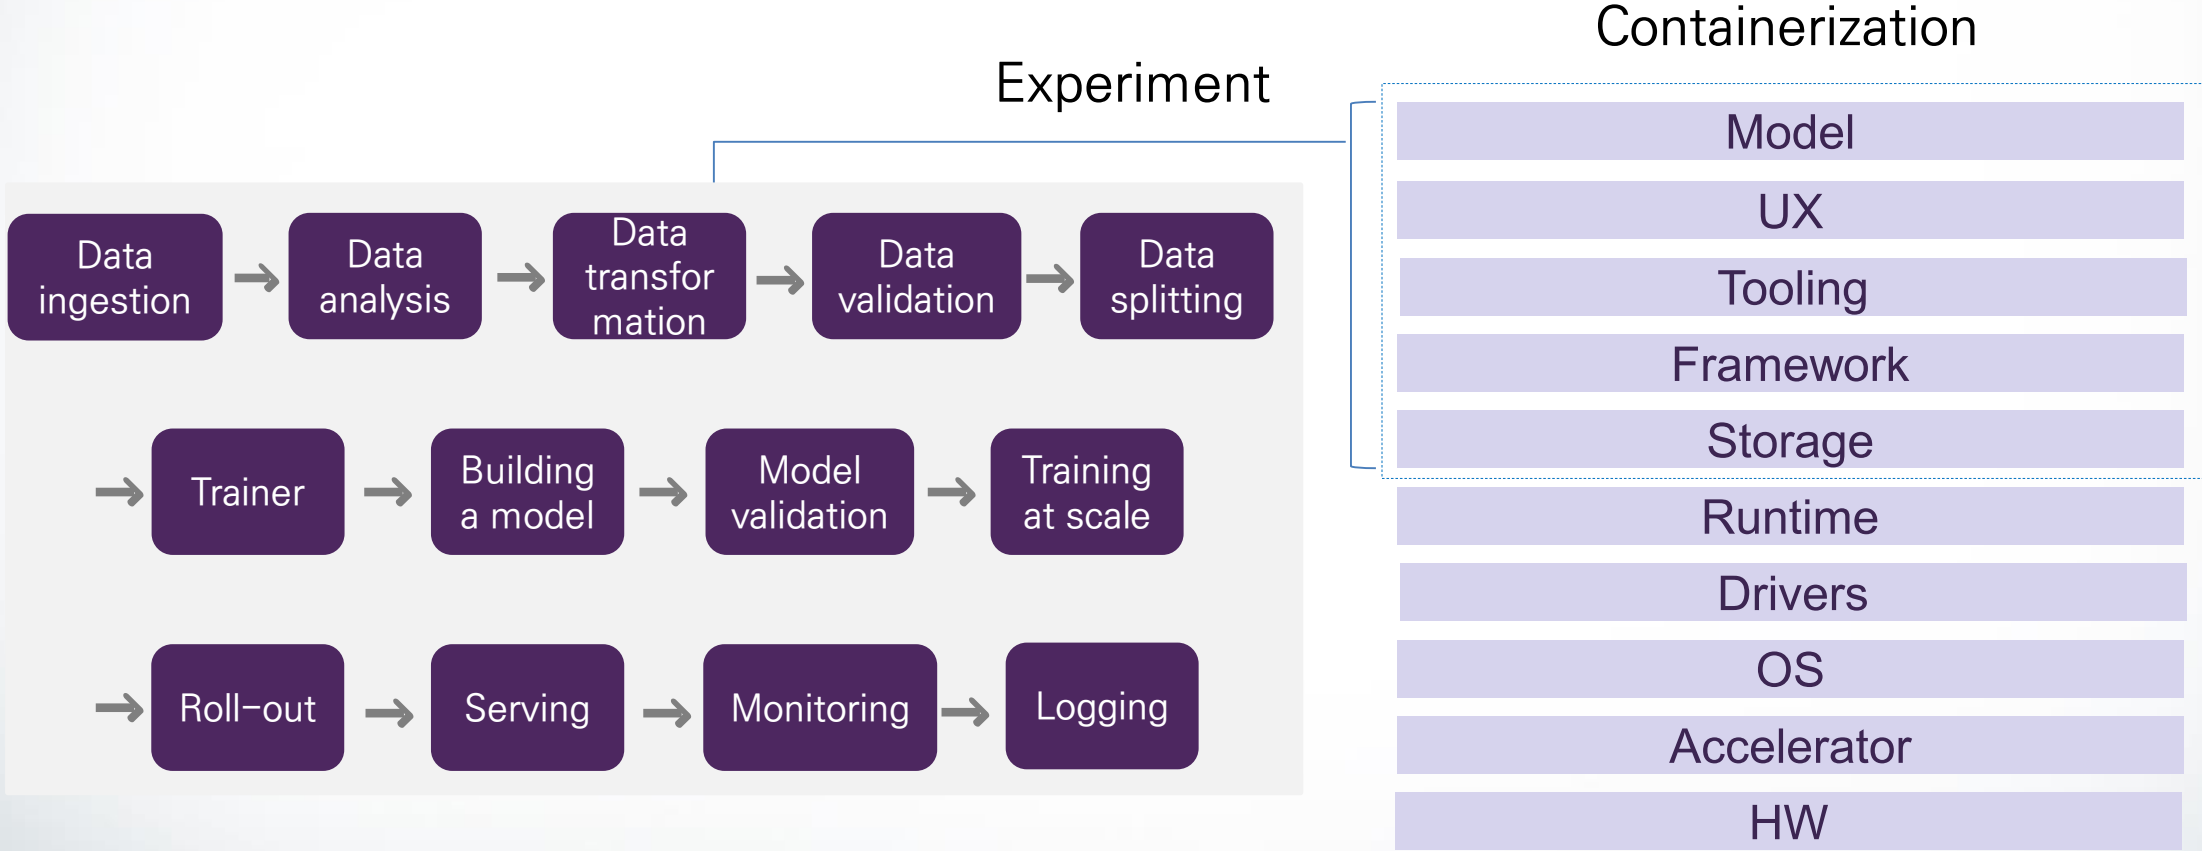 Containerization
Experiment
Data
ingestion
Data
analysis
Data
transfor
mation
Data
validation
Data
splitting
Trainer
Building
a model
Model
validation
Training
at scale
Roll-out
Serving
Monitoring
Logging
Model
UX
Tooling
Framework
Storage
Runtime
Drivers
OS
Accelerator
HW